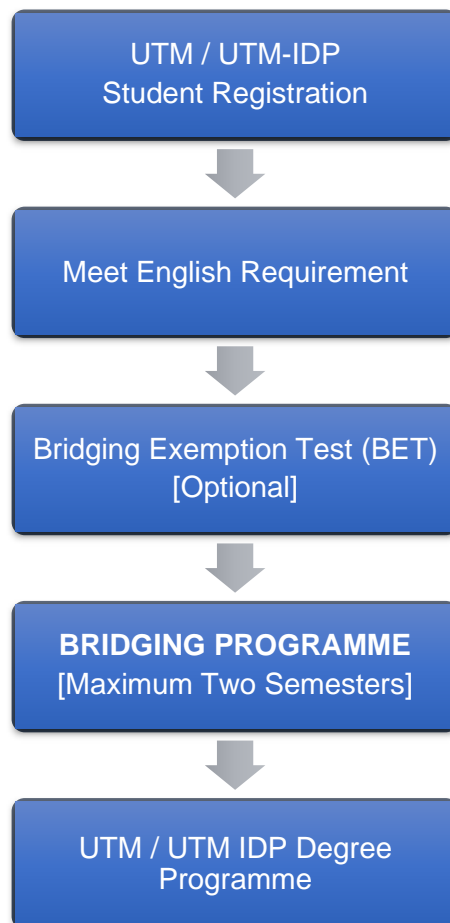 UTM / UTM-IDP
Student Registration
Meet English Requirement
Bridging Exemption Test (BET)
[Optional]
BRIDGING PROGRAMME
[Maximum Two Semesters]
UTM / UTM IDP Degree
Programme